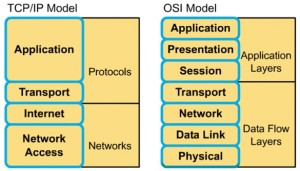 TCP/IP Model
Application
Transport
Internet
Network
Access
Protocols
Networks
OSI Model
Application
Presentation
Session
Transport
Network
Data Link
Physical
Application
Layers
Data Flow
Layers